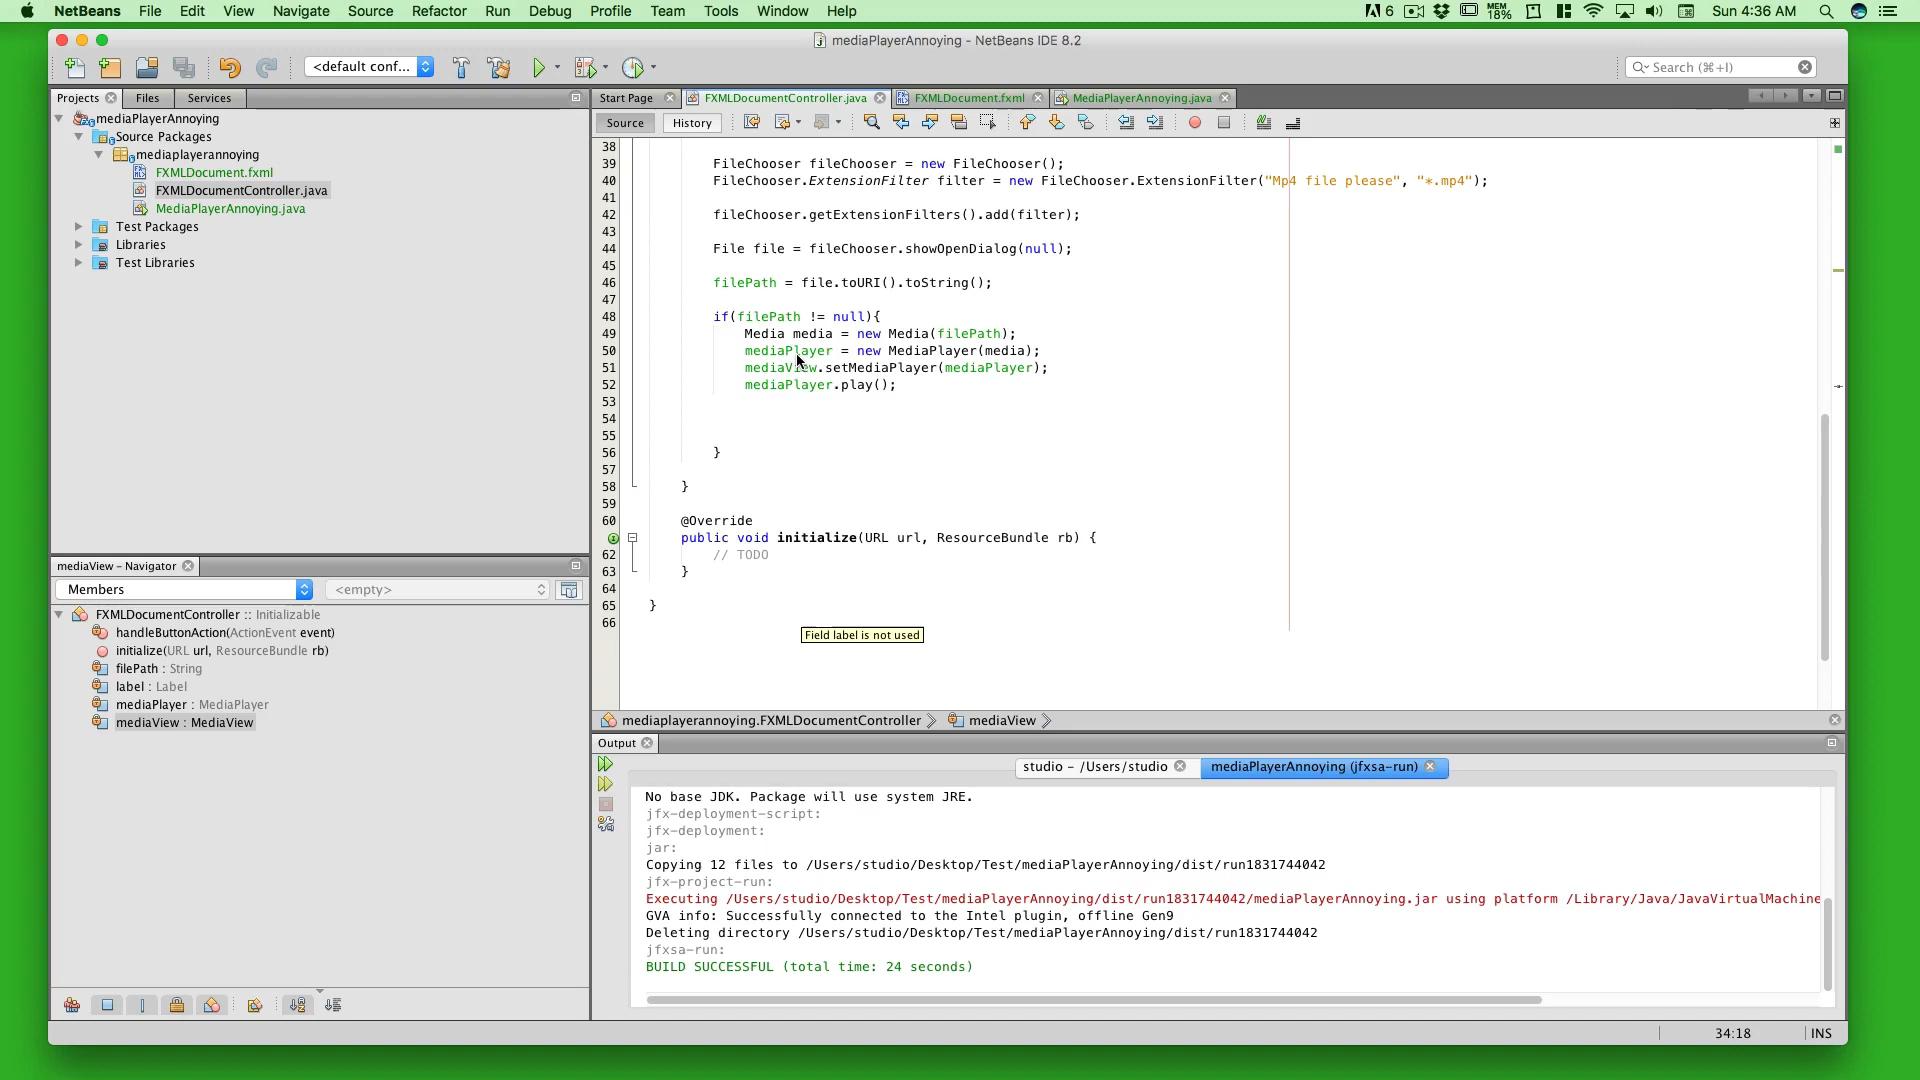 NetBeans File Edit View Navigate Source Refactor Run Debug Profile Team Tools Window Help 6 MEM 18% Sun 4:36 AM
mediaPlayerAnnoying - NetBeans IDE 8.2
<default conf... Search (⌘+I)
Projects Files Services
Start Page FXMLDocumentController.java FXMLDocument.fxml MediaPlayerAnnoying.java
Source History
mediaPlayerAnnoying
Source Packages
mediaplayerannoying
FXMLDocument.fxml
FXMLDocumentController.java
MediaPlayerAnnoying.java
Test Packages
Libraries
Test Libraries
38
39 FileChooser fileChooser = new FileChooser();
40 FileChooser.ExtensionFilter filter = new FileChooser.ExtensionFilter("Mp4 file please", "*.mp4");
41
42 fileChooser.getExtensionFilters().add(filter);
43
44 File file = fileChooser.showOpenDialog(null);
45
46 filePath = file.toURI().toString();
47
48 if(filePath != null){
49 Media media = new Media(filePath);
50 mediaPlayer = new MediaPlayer(media);
51 mediaView.setMediaPlayer(mediaPlayer);
52 mediaPlayer.play();
53
54
55
56 }
57
58 }
59
60 @Override
public void initialize(URL url, ResourceBundle rb) {
62 // TODO
63 }
64
65 }
66
Field label is not used
mediaplayerannoying.FXMLDocumentController mediaView
mediaView - Navigator
Members <empty>
FXMLDocumentController :: Initializable
handleButtonAction(ActionEvent event)
initialize(URL url, ResourceBundle rb)
filePath : String
label : Label
mediaPlayer : MediaPlayer
mediaView : MediaView
Output
studio - /Users/studio mediaPlayerAnnoying (jfxsa-run)
No base JDK. Package will use system JRE.
jfx-deployment-script:
jfx-deployment:
jar:
Copying 12 files to /Users/studio/Desktop/Test/mediaPlayerAnnoying/dist/run1831744042
jfx-project-run:
Executing /Users/studio/Desktop/Test/mediaPlayerAnnoying/dist/run1831744042/mediaPlayerAnnoying.jar using platform /Library/Java/JavaVirtualMachine
GVA info: Successfully connected to the Intel plugin, offline Gen9
Deleting directory /Users/studio/Desktop/Test/mediaPlayerAnnoying/dist/run1831744042
jfxsa-run:
BUILD SUCCESSFUL (total time: 24 seconds)
34:18 INS